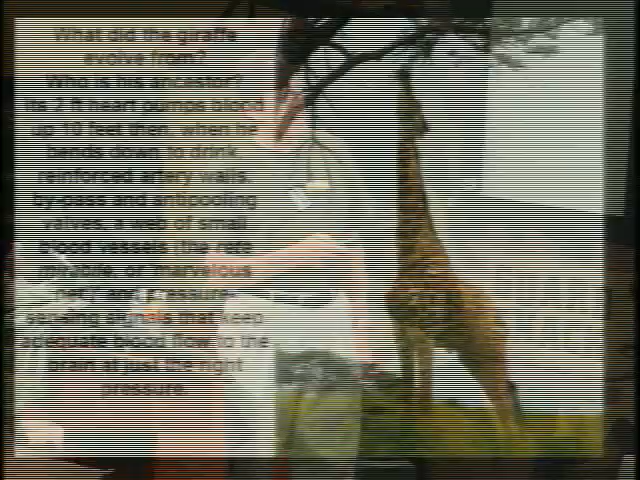 What did the giraffe
evolve from?
Who is his ancestor?
Its 2 ft heart pumps blood
up 10 feet then, when he
bends down to drink,
reinforced artery walls,
by-pass and antipooling
valves, a web of small
blood vessels (the rete
mirabile, or 'marvelous
net') and pressure-
sensing signals that keep
adequate blood flow to the
brain at just the right
pressure.